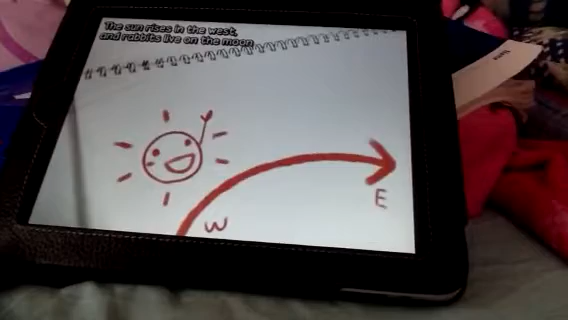 The sun rises in the west,
and rabbits live on the moon
W
E